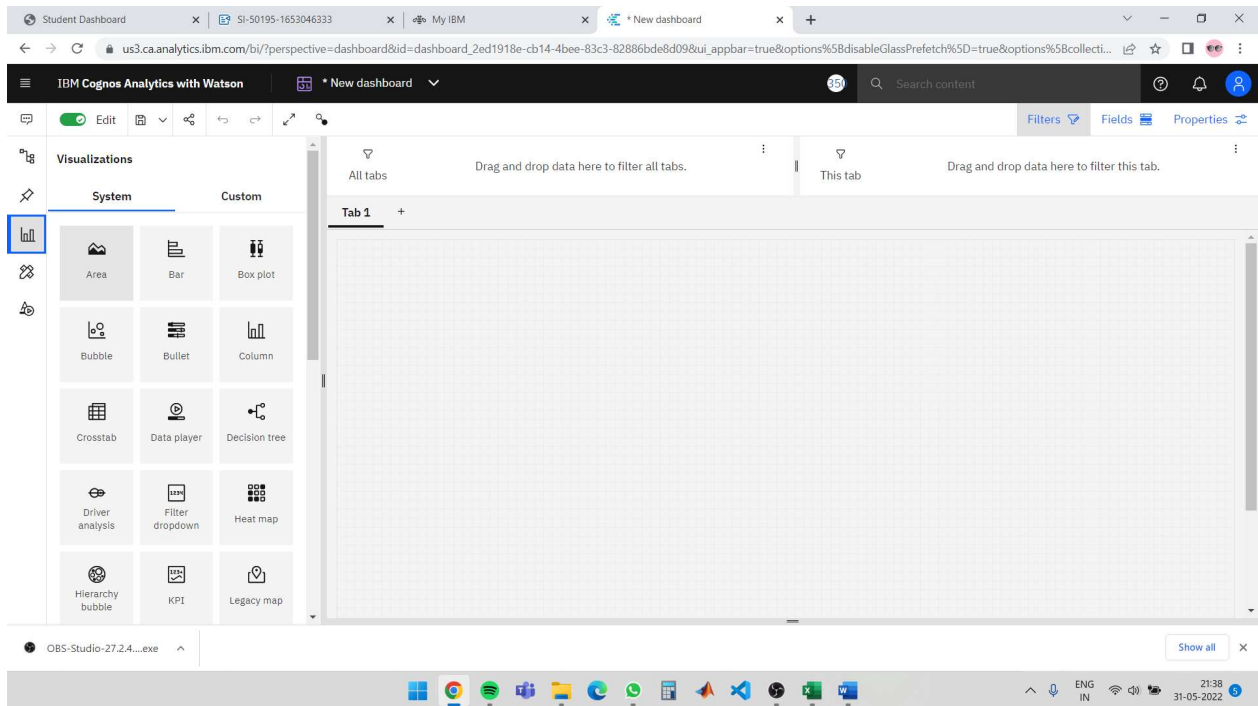 Student Dashboard
SI-50195-1653046333
My IBM
* New dashboard
us3.ca.analytics.ibm.com/bi/?perspective=dashboard&id=dashboard_2ed1918e-cb14-4bee-83c3-82886bde8d09&ui_appbar=true&options%5BdisableGlassPrefetch%5D=true&options%5Bcollecti...
IBM Cognos Analytics with Watson
* New dashboard
350
Search content
Edit
Filters
Fields
Properties
Visualizations
System
Custom
All tabs
Drag and drop data here to filter all tabs.
This tab
Drag and drop data here to filter this tab.
Tab 1
Area
Bar
Box plot
Bubble
Bullet
Column
Crosstab
Data player
Decision tree
Driver
analysis
Filter
dropdown
Heat map
Hierarchy
bubble
KPI
Legacy map
OBS-Studio-27.2.4....exe
Show all
ENG
IN
21:38
31-05-2022
5